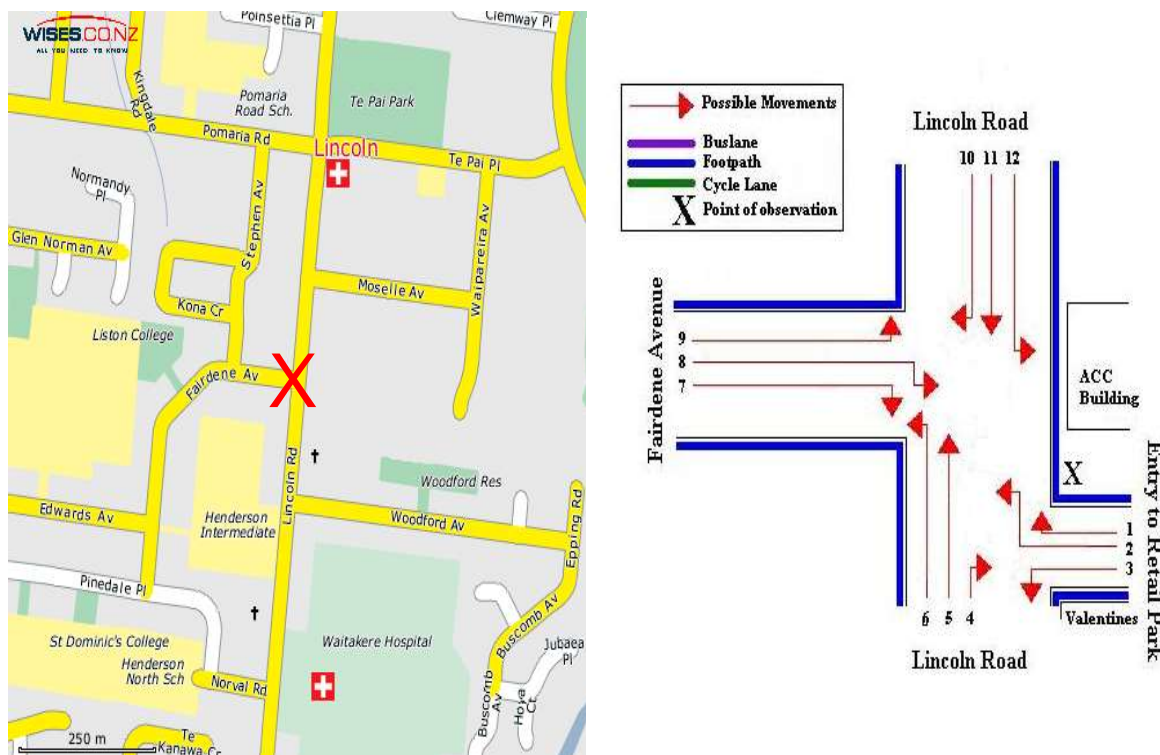 WISES.CO.NZ
ALL YOU NEED TO KNOW
Poinsettia Pl
Clemway Pl
Kingdale
Rd
Pomaria
Road Sch.
Te Pai Park
Pomaria Rd
Lincoln
Te Pai Pl
Normandy
Pl
Stephen Av
Waipareira Av
Glen Norman Av
Moselle Av
Kona Cr
Liston College
Fairdene Av
X
Lincoln Rd
Woodford Res
Edwards Av
Henderson
Intermediate
Woodford Av
Epping Rd
Pinedale Pl
St Dominic's College
Henderson
North Sch
Waitakere Hospital
Buscomb Av
Jubaea
Pl
Norval Rd
Buscomb
Av
Hoya
Ct
Te
Kanawa Cr
250 m
Possible Movements
Buslane
Footpath
Cycle Lane
X Point of observation
Lincoln Road
10 11 12
Fairdene Avenue
9
8
7
ACC
Building
X
Entry to Retail Park
1
2
3
6 5 4
Valentines
Lincoln Road